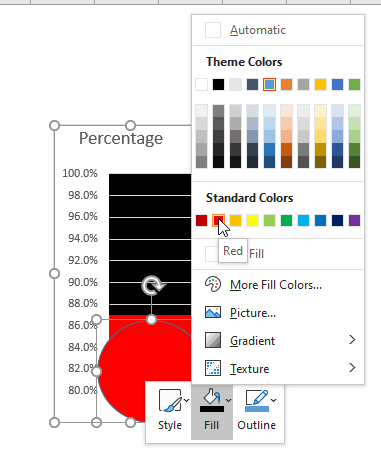 Automatic
Theme Colors
Percentage
100.0%
98.0%
96.0%
94.0%
92.0%
90.0%
88.0%
86.0%
84.0%
82.0%
80.0%
Standard Colors
Red
Fill
More Fill Colors...
Picture...
Gradient
Texture
Style
Fill
Outline